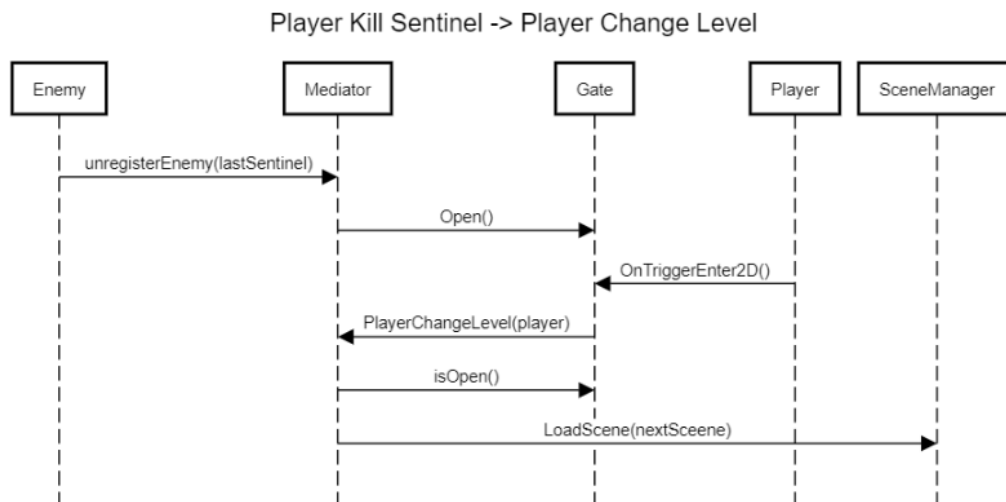 Player Kill Sentinel -> Player Change Level
Enemy
Mediator
Gate
Player
SceneManager
unregisterEnemy(lastSentinel)
Open()
OnTriggerEnter2D()
PlayerChangeLevel(player)
isOpen()
LoadScene(nextSceene)